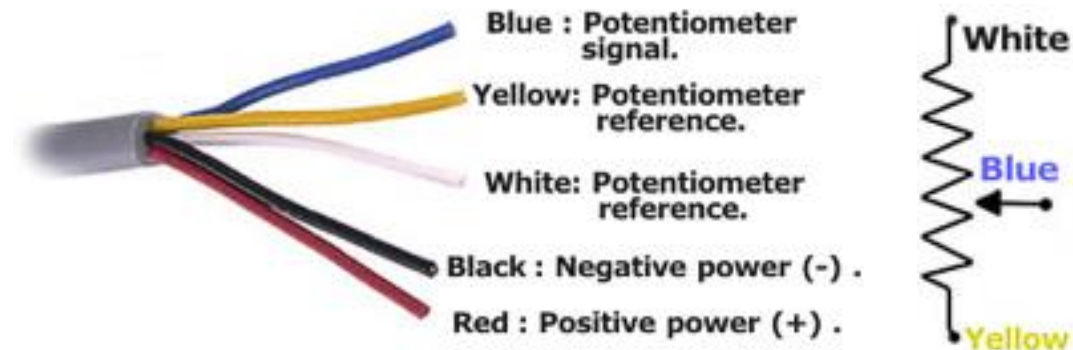 Blue : Potentiometer
signal.
Yellow: Potentiometer
reference.
White: Potentiometer
reference.
Black : Negative power (-) .
Red : Positive power (+) .
White
Blue
Yellow